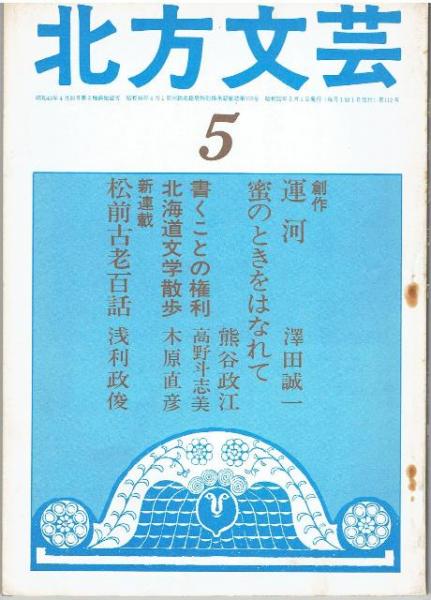 北方文芸
5
創作
運河 澤田誠一
蜜のときをはなれて 熊谷政江
書くことの権利 高野斗志美
北海道文学散歩 木原直彦
新連載
松前古老百話 浅利政俊